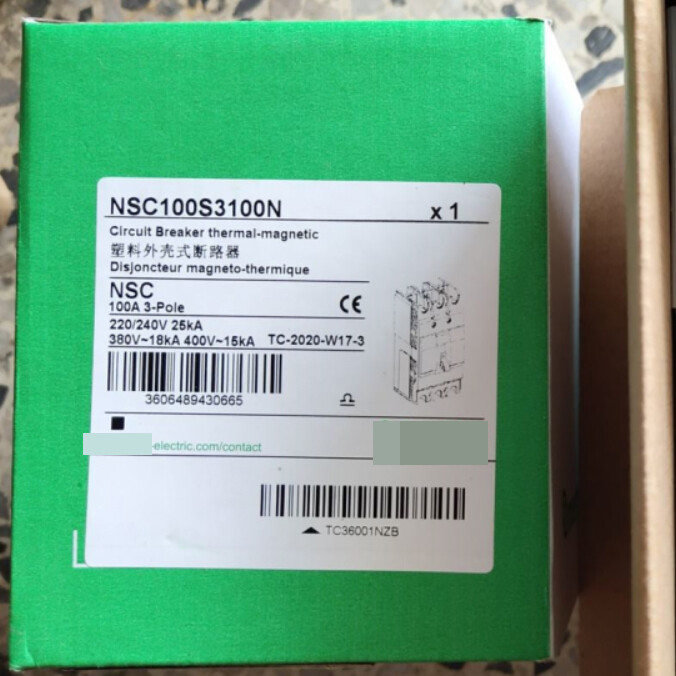 NSC100S3100N x 1
Circuit Breaker thermal-magnetic
塑料外壳式断路器
Disjoncteur magneto-thermique
NSC
100A 3-Pole
220/240V 25kA
380V~18kA 400V~15kA TC-2020-W17-3
3606489430665
-electric.com/contact
TC36001NZB